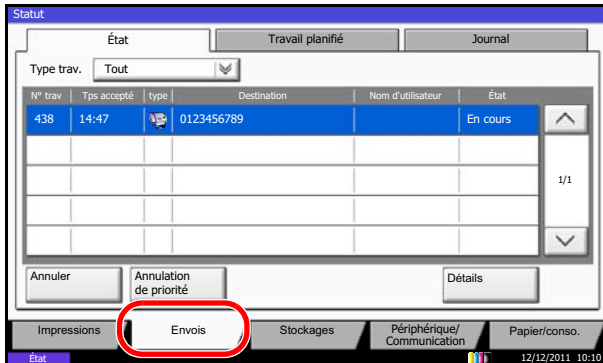 Statut
État Travail planifié Journal
Type trav. Tout
N° trav Tps accepté type Destination Nom d'utilisateur État
438 14:47 0123456789 En cours
1/1
Annuler Annulation de priorité Détails
Impressions Envois Stockages Périphérique/ Communication Papier/conso.
État 12/12/2011 10:10